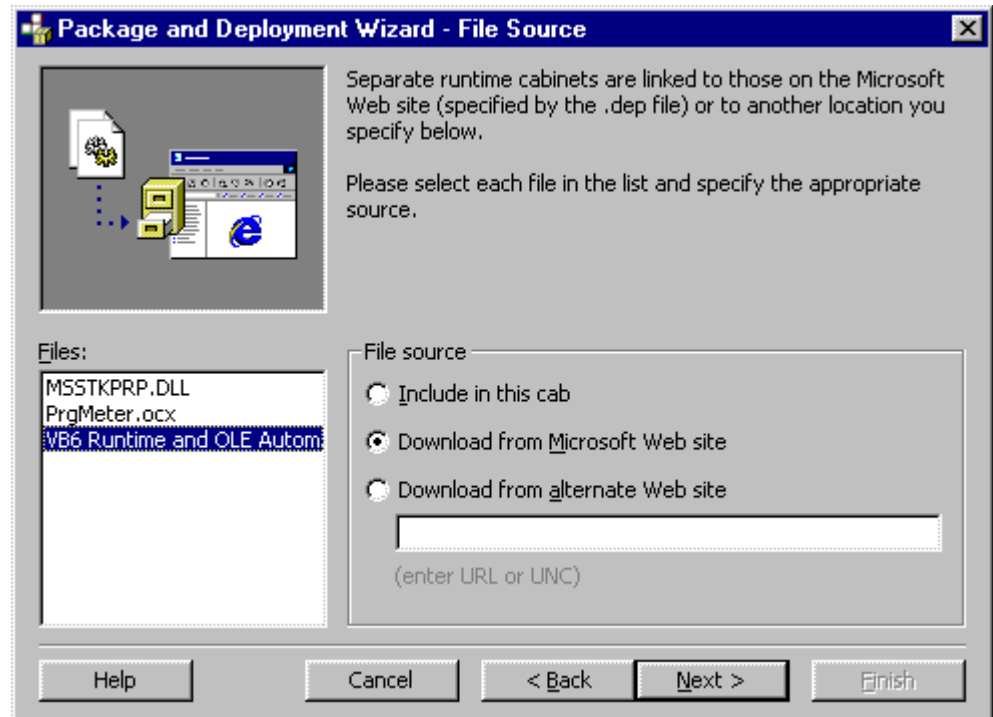 Package and Deployment Wizard - File Source
Separate runtime cabinets are linked to those on the Microsoft
Web site (specified by the .dep file) or to another location you
specify below.
Please select each file in the list and specify the appropriate
source.
Files:
MSSTKPRP.DLL
PrgMeter.ocx
VB6 Runtime and OLE Autom
File source
Include in this cab
Download from Microsoft Web site
Download from alternate Web site
(enter URL or UNC)
Help
Cancel
< Back
Next >
Finish